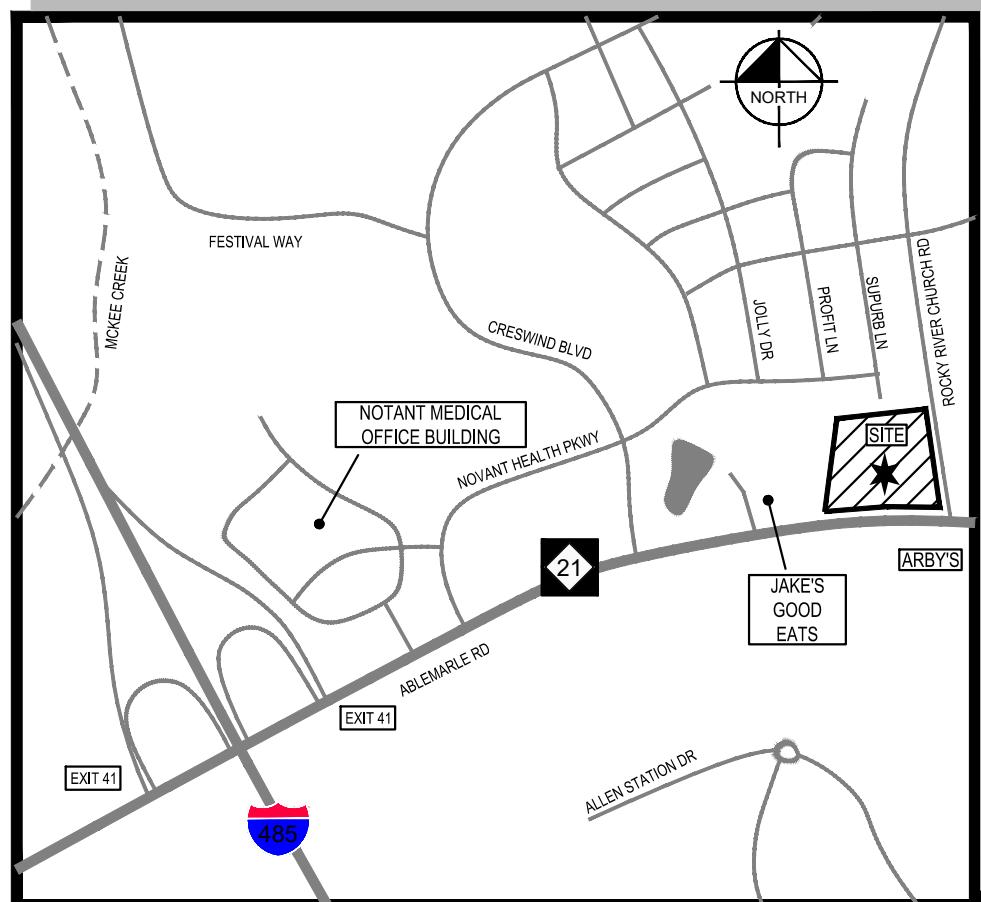 NORTH
FESTIVAL WAY
MCKEE CREEK
CRESWIND BLVD
JOLLY DR
PROFIT LN
SUPURB LN
ROCKY RIVER CHURCH RD
NOTANT MEDICAL
OFFICE BUILDING
NOVANT HEALTH PKWY
SITE
21
ARBY'S
JAKE'S
GOOD
EATS
ABLEMARLE RD
EXIT 41
EXIT 41
ALLEN STATION DR
485